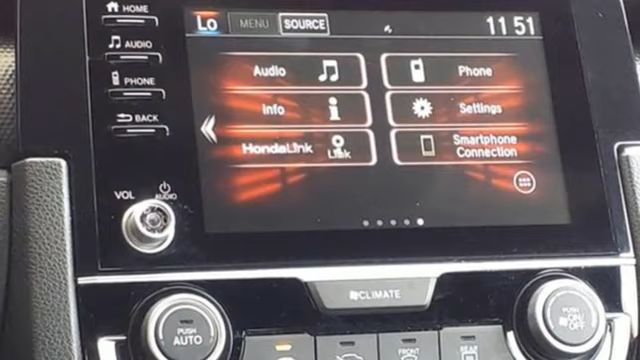 HOME
AUDIO
PHONE
BACK
VOL
AUDIO
Lo MENU SOURCE 11 51
Audio
Phone
Info
Settings
HondaLink
Link
Smartphone
Connection
CLIMATE
PUSH
AUTO
FRONT
REAR
PUSH
ON/
OFF